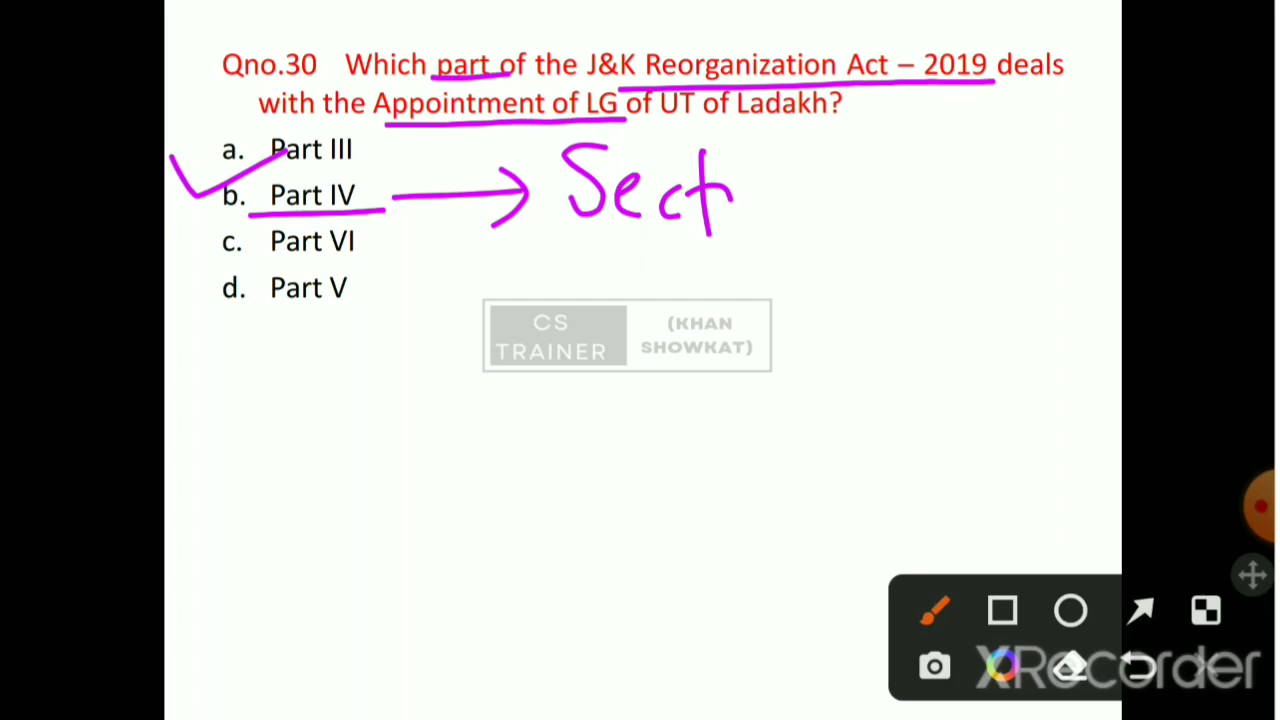 Qno.30 Which part of the J&K Reorganization Act – 2019 deals
with the Appointment of LG of UT of Ladakh?
a. Part III
b. Part IV
Sect
c. Part VI
d. Part V
CS
TRAINER
(KHAN
SHOWKAT)
XRecorder